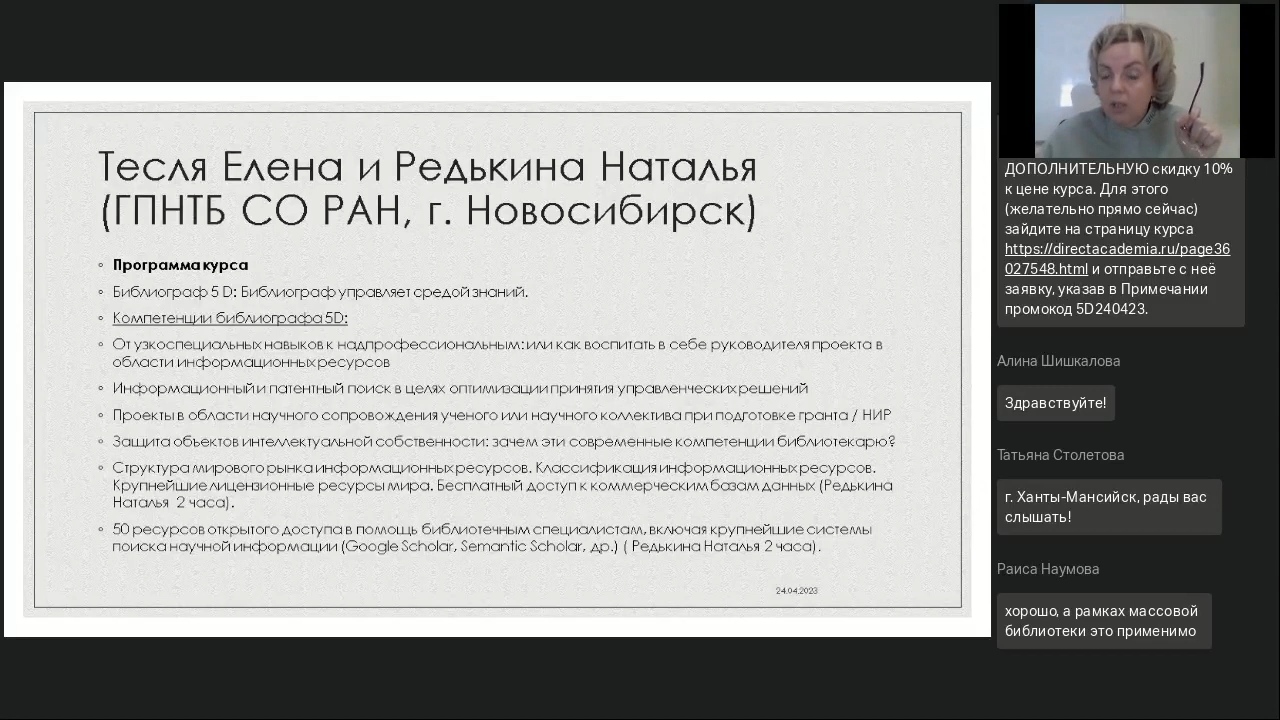 Тесля Елена и Редькина Наталья
(ГПНТБ СО РАН, г. Новосибирск)
◦ Программа курса
◦ Библиограф 5 D: Библиограф управляет средой знаний.
◦ Компетенции библиографа 5D:
◦ От узкоспециальных навыков к надпрофессиональным: или как воспитать в себе руководителя проекта в
области информационных ресурсов
◦ Информационный и патентный поиск в целях оптимизации принятия управленческих решений
◦ Проекты в области научного сопрождения ученого или научного коллектива при подготовке гранта / НИР
◦ Защита объектов интеллектуальной собственности: зачем эти современные компетенции библиотекарю?
◦ Структура мирового рынка информационных ресурсов. Классификация информационных ресурсов.
Крупнейшие лицензионные ресурсы мира. Бесплатный доступ к коммерческим базам данных (Редькина
Наталья 2 часа).
◦ 50 ресурсов открытого доступа в помощь библиотечным специалистам, включая крупнейшие системы
поиска научной информации (Google Scholar, Semantic Scholar, др.) ( Редькина Наталья 2 часа).
24.04.2023
ДОПОЛНИТЕЛЬНУЮ скидку 10%
к цене курса. Для этого
(желательно прямо сейчас)
зайдите на страницу курса
https://directacademia.ru/page36
027548.html и отправьте с неё
заявку, указав в Примечании
промокод 5D240423.
Алина Шишкалова
Здравствуйте!
Татьяна Столетова
г. Ханты-Мансийск, рады вас
слышать!
Раиса Наумова
хорошо, а рамках массовой
библиотеки это применимо